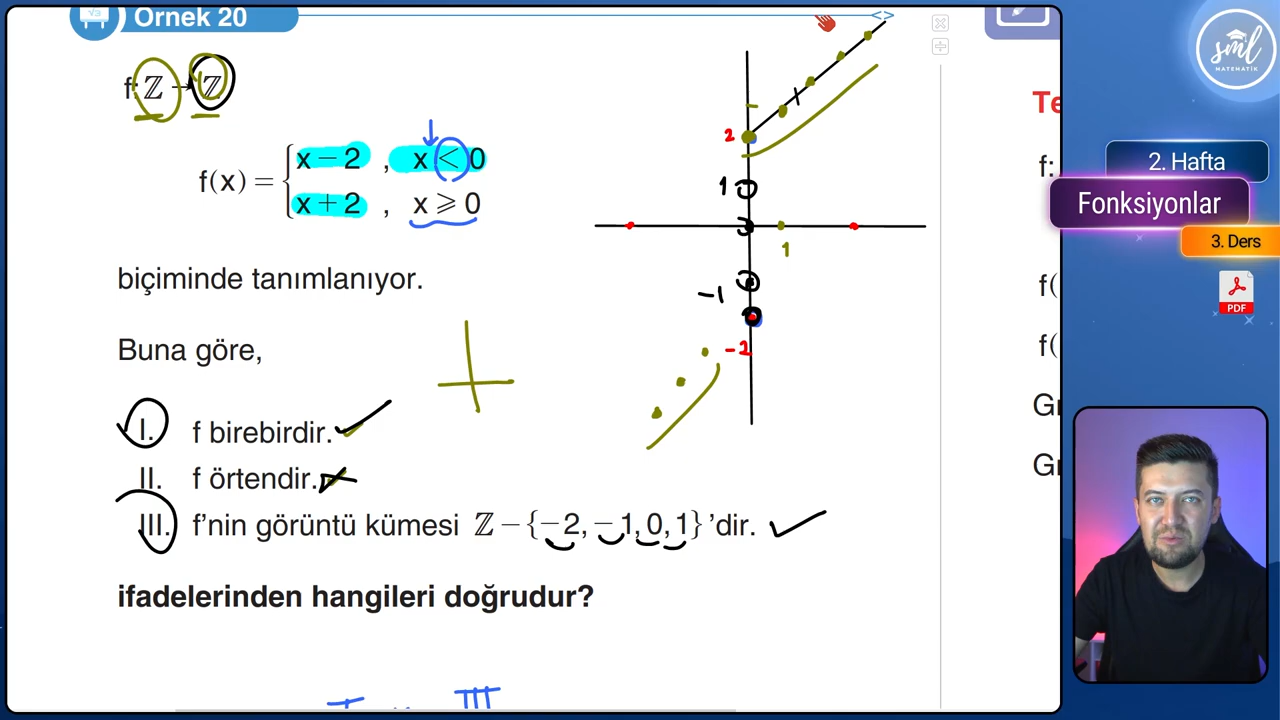 Örnek 20
f: ℤ → ℤ
f(x) = { x − 2 , x < 0
x + 2 , x ⩾ 0
biçiminde tanımlanıyor.
Buna göre,
I. f birebirdir.
II. f örtendir.
III. f'nin görüntü kümesi ℤ − {−2, −1, 0, 1} 'dir.
ifadelerinden hangileri doğrudur?
2
1
1
−1
−2
I III
Te
f:
f(
f(
Gr
Gr
sml
MATEMATİK
2. Hafta
Fonksiyonlar
3. Ders
PDF